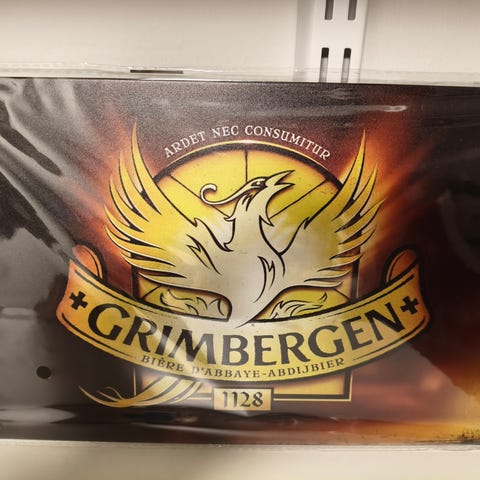 ARDET NEC CONSUMITUR
GRIMBERGEN
BIÈRE D'ABBAYE-ABDIJBIER
1128